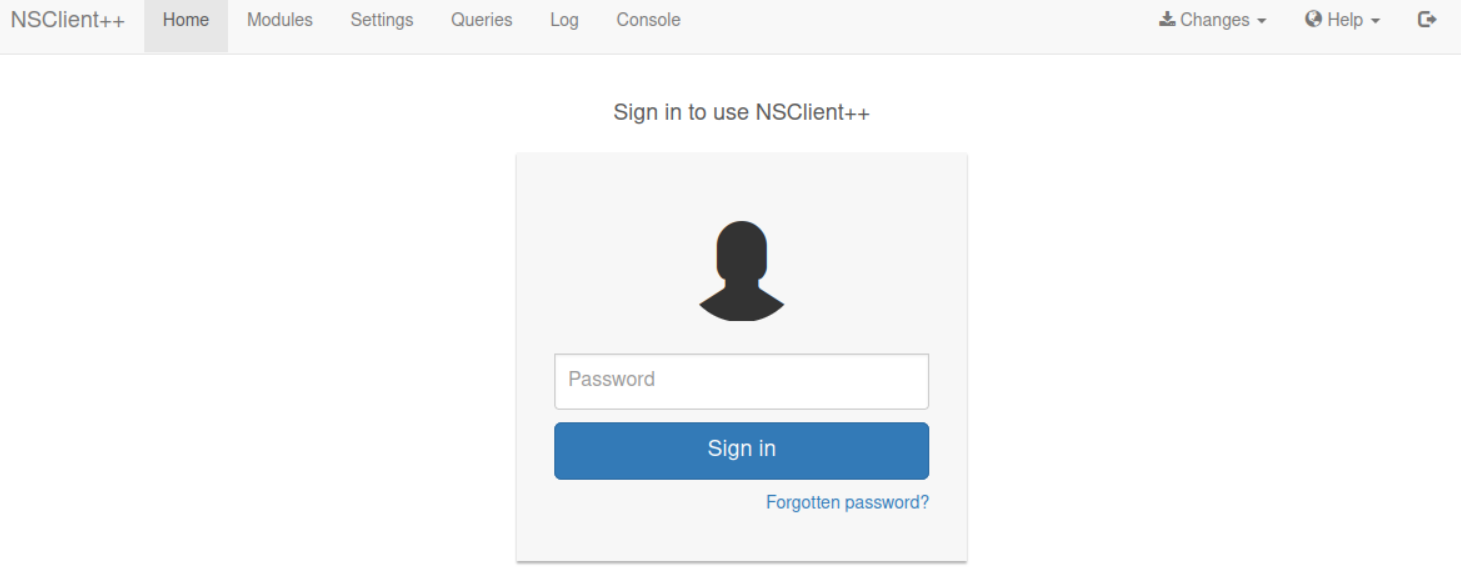 NSClient++ Home Modules Settings Queries Log Console Changes Help
Sign in to use NSClient++
Password
Sign in
Forgotten password?